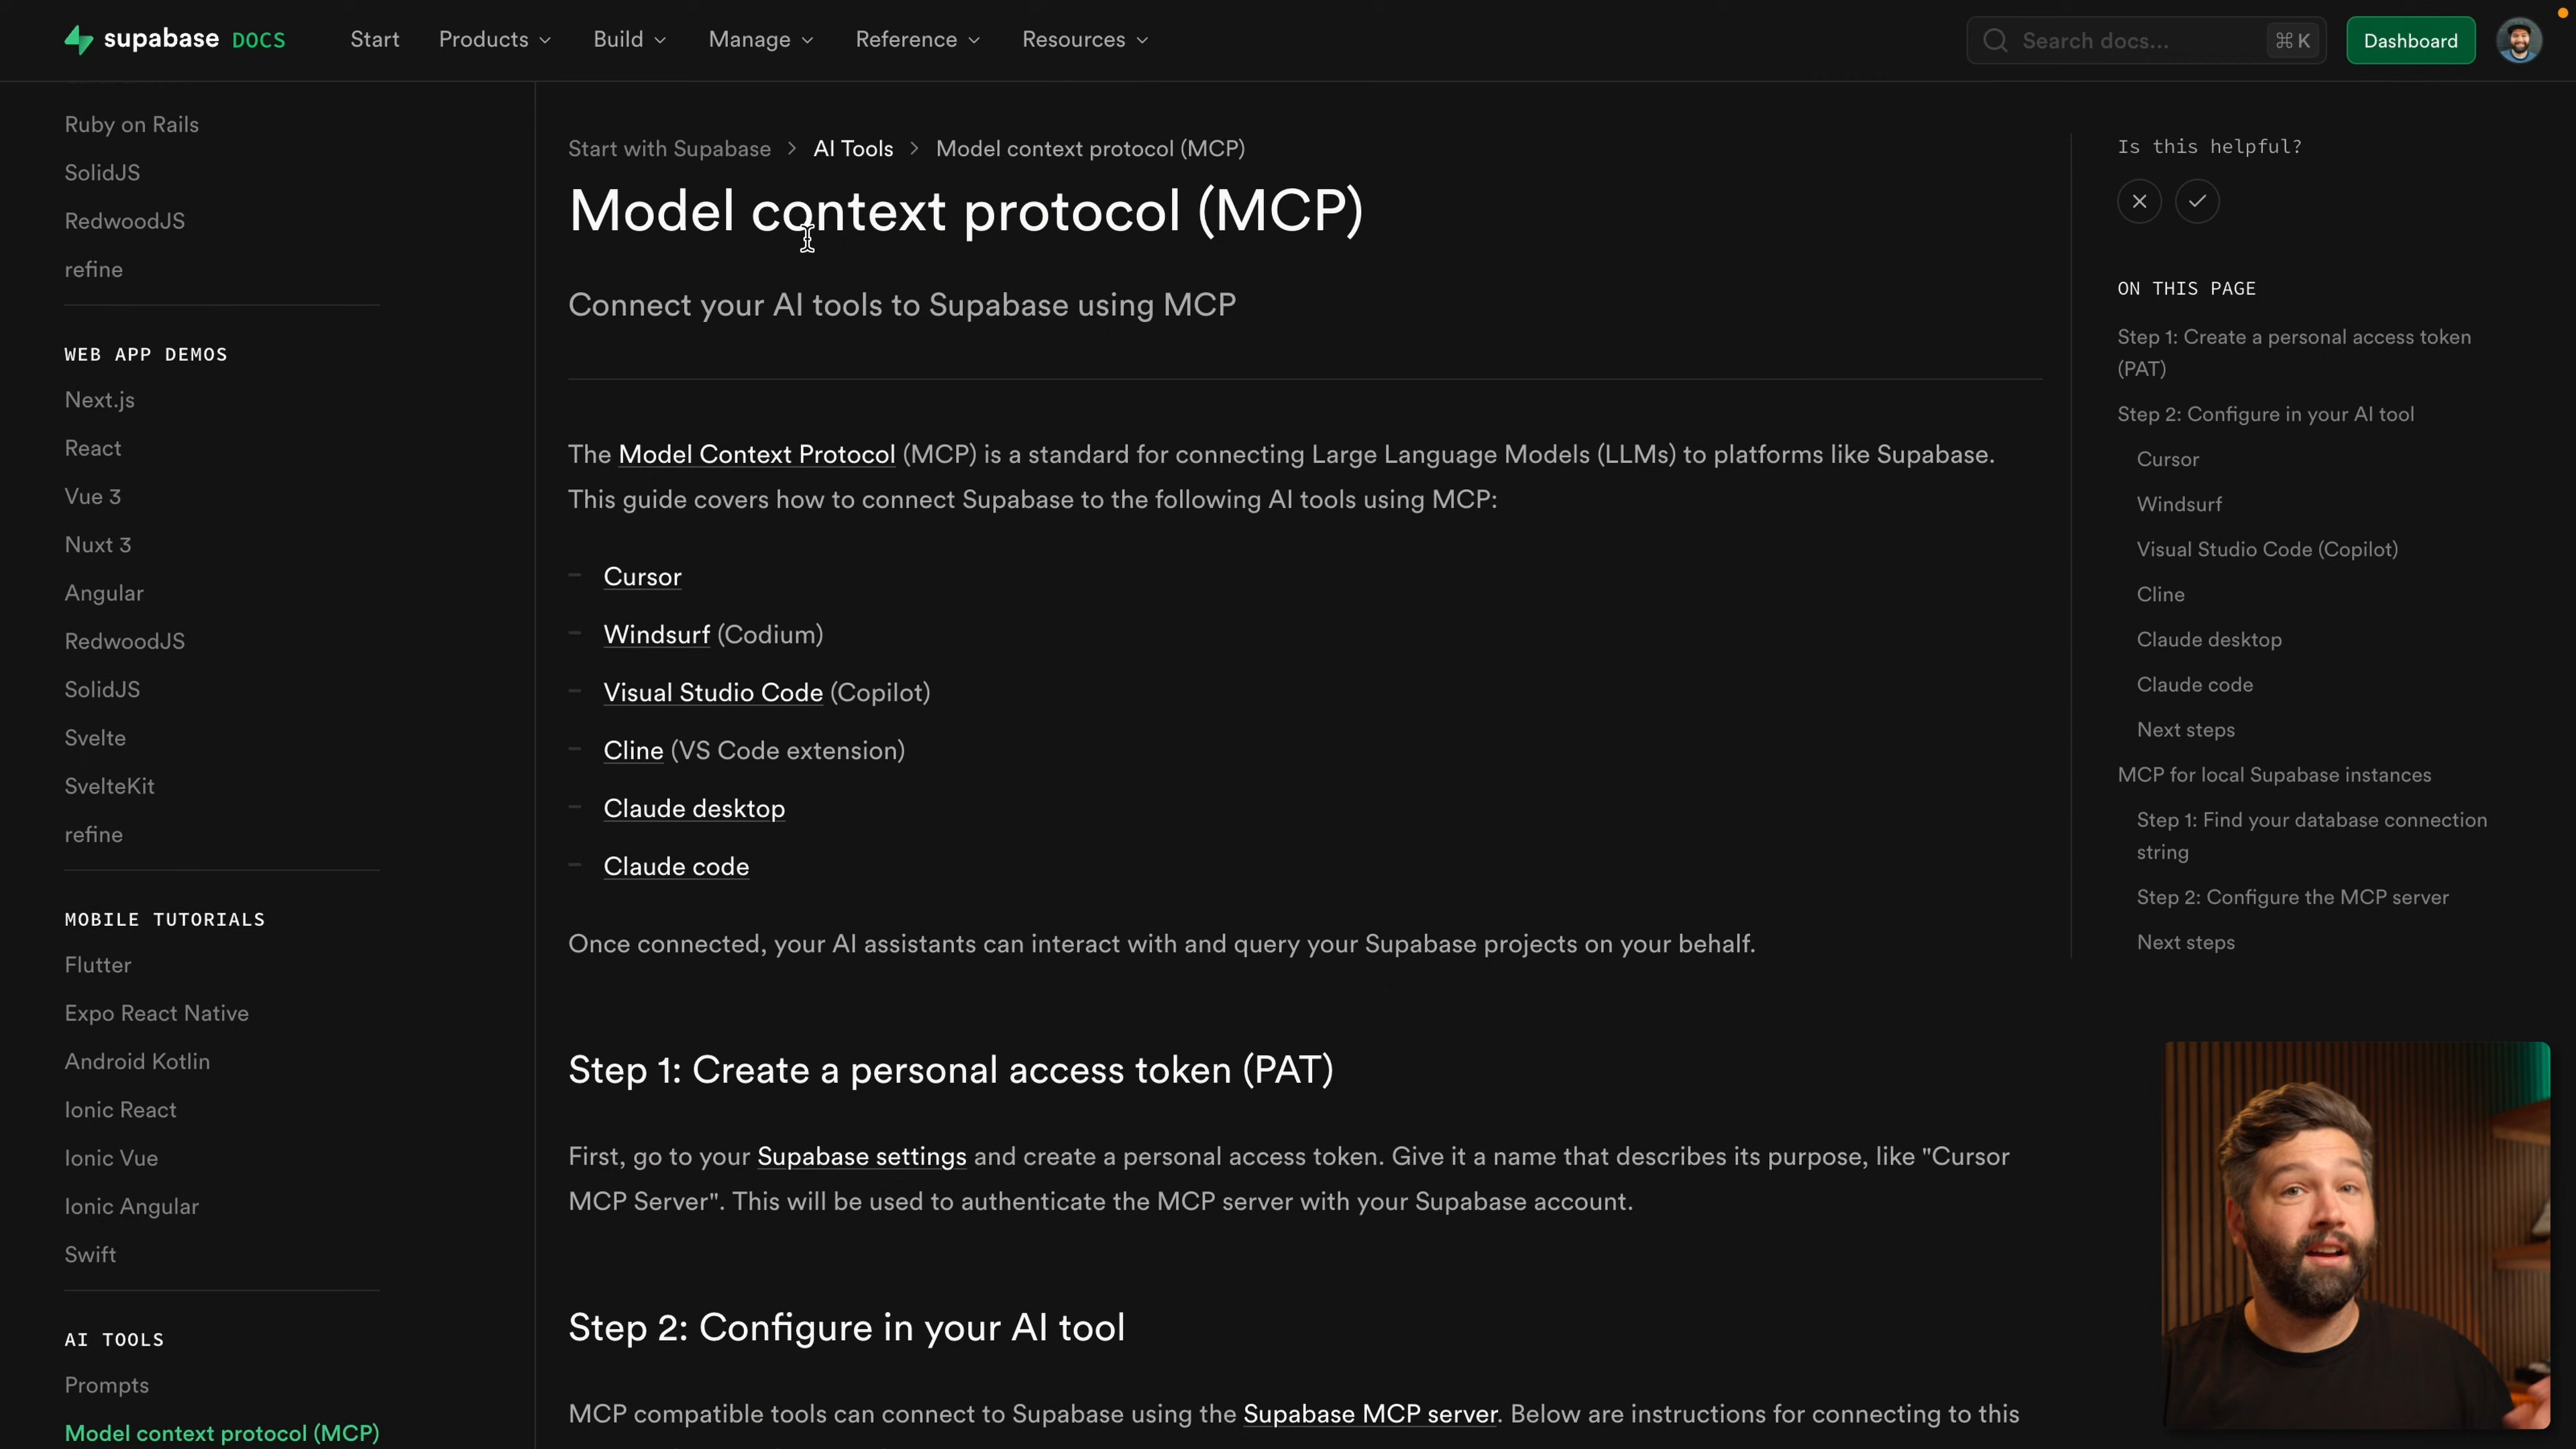 supabase DOCS
Start
Products
Build
Manage
Reference
Resources
Search docs...
⌘ K
Dashboard
Ruby on Rails
SolidJS
RedwoodJS
refine
WEB APP DEMOS
Next.js
React
Vue 3
Nuxt 3
Angular
RedwoodJS
SolidJS
Svelte
SvelteKit
refine
MOBILE TUTORIALS
Flutter
Expo React Native
Android Kotlin
Ionic React
Ionic Vue
Ionic Angular
Swift
AI TOOLS
Prompts
Model context protocol (MCP)
Start with Supabase > AI Tools > Model context protocol (MCP)
Model context protocol (MCP)
Connect your AI tools to Supabase using MCP
The Model Context Protocol (MCP) is a standard for connecting Large Language Models (LLMs) to platforms like Supabase.
This guide covers how to connect Supabase to the following AI tools using MCP:
Cursor
Windsurf (Codium)
Visual Studio Code (Copilot)
Cline (VS Code extension)
Claude desktop
Claude code
Once connected, your AI assistants can interact with and query your Supabase projects on your behalf.
Step 1: Create a personal access token (PAT)
First, go to your Supabase settings and create a personal access token. Give it a name that describes its purpose, like "Cursor
MCP Server". This will be used to authenticate the MCP server with your Supabase account.
Step 2: Configure in your AI tool
MCP compatible tools can connect to Supabase using the Supabase MCP server. Below are instructions for connecting to this
Is this helpful?
ON THIS PAGE
Step 1: Create a personal access token
(PAT)
Step 2: Configure in your AI tool
Cursor
Windsurf
Visual Studio Code (Copilot)
Cline
Claude desktop
Claude code
Next steps
MCP for local Supabase instances
Step 1: Find your database connection
string
Step 2: Configure the MCP server
Next steps